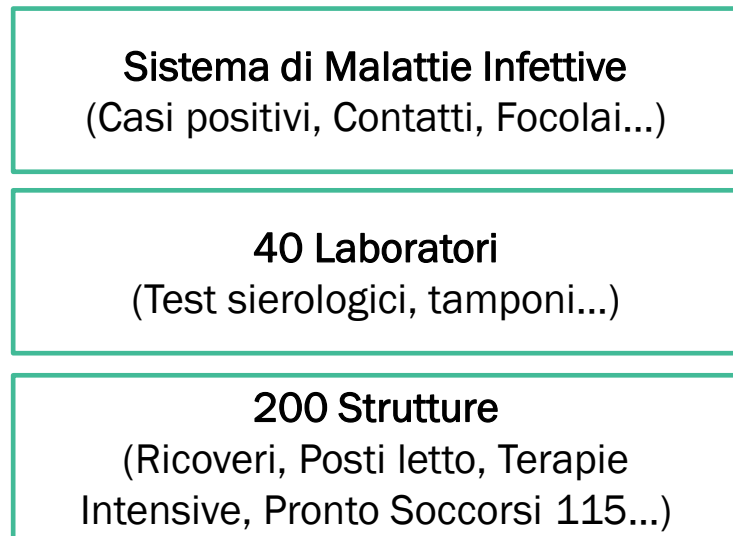 Sistema di Malattie Infettive
(Casi positivi, Contatti, Focolai...)
40 Laboratori
(Test sierologici, tamponi...)
200 Strutture
(Ricoveri, Posti letto, Terapie
Intensive, Pronto Soccorsi 115...)